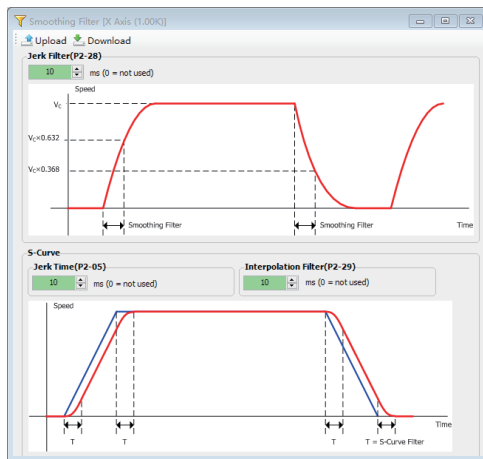 Smoothing Filter [X Axis (1.00K)]
Upload Download
Jerk Filter(P2-28)
10 ms (0 = not used)
Speed
Vc
Vc×0.632
Vc×0.368
Smoothing Filter Smoothing Filter Time
S-Curve
Jerk Time(P2-05) Interpolation Filter(P2-29)
10 ms (0 = not used) 10 ms (0 = not used)
Speed
Time
T T T T = S-Curve Filter